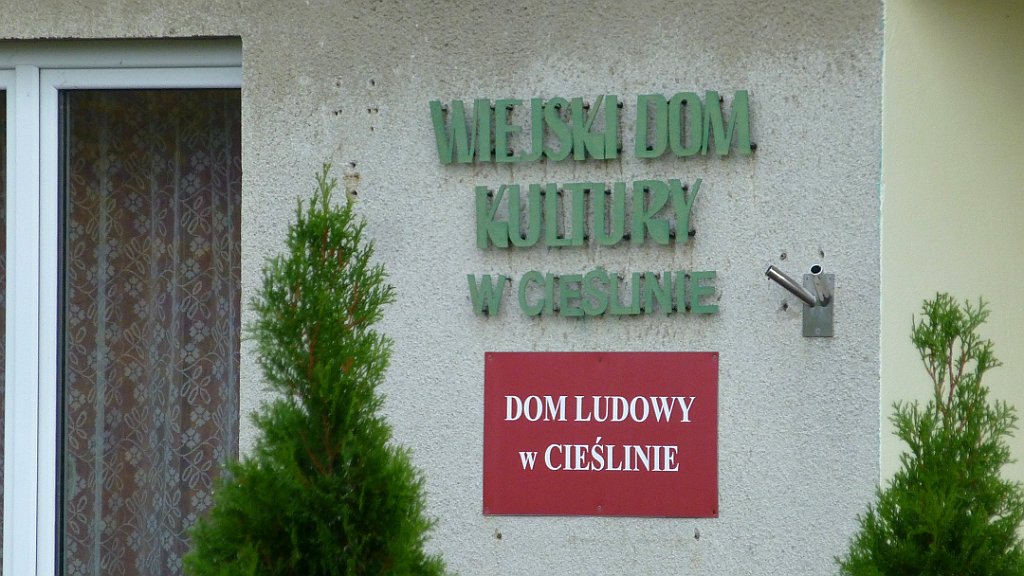 WIEJSKI DOM
KULTURY
W CIEŚLINIE
DOM LUDOWY
w CIEŚLINIE